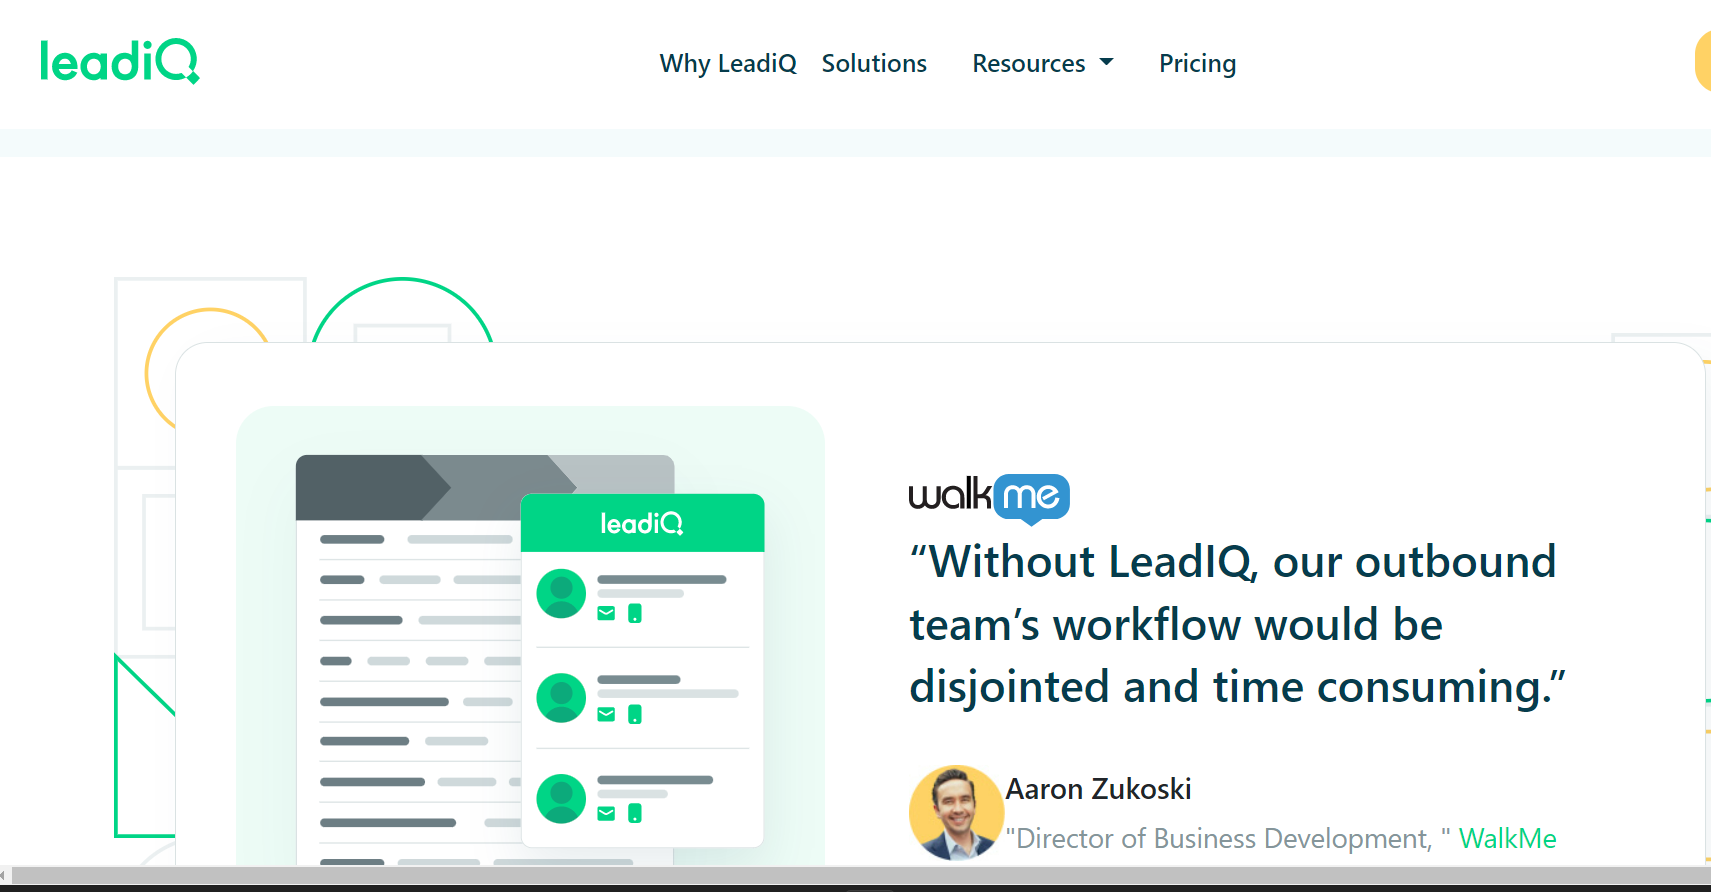 leadiQ
Why LeadiQ Solutions Resources Pricing
leadiQ
walkme
“Without LeadIQ, our outbound
team’s workflow would be
disjointed and time consuming.”
Aaron Zukoski
"Director of Business Development, " WalkMe